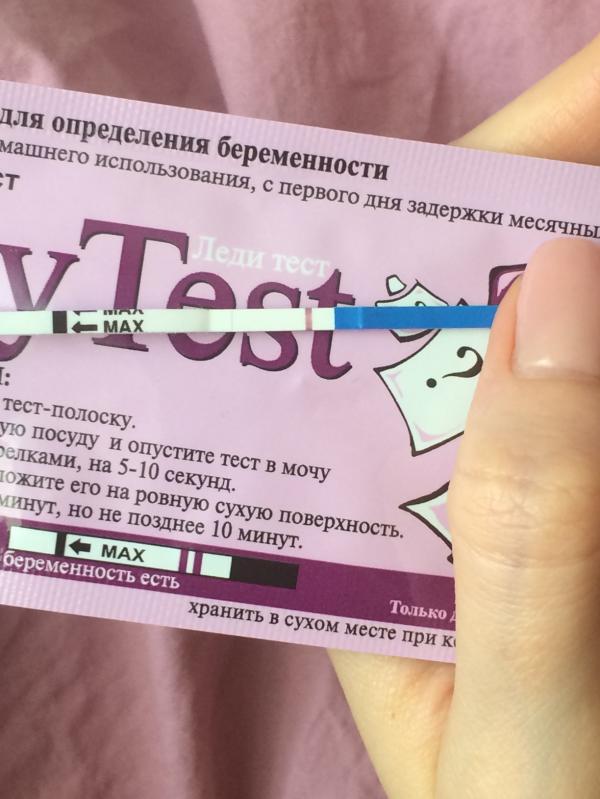 для определения беременности
машнего использования, с первого дня задержки месячны
СТ
yTest
Леди тест
MAX
MAX
?
тест-полоску.
ую посуду и опустите тест в мочу
релками, на 5-10 секунд.
ложите его на ровную сухую поверхность.
минут, но не позднее 10 минут.
MAX
беременность есть
Только д
хранить в сухом месте при к